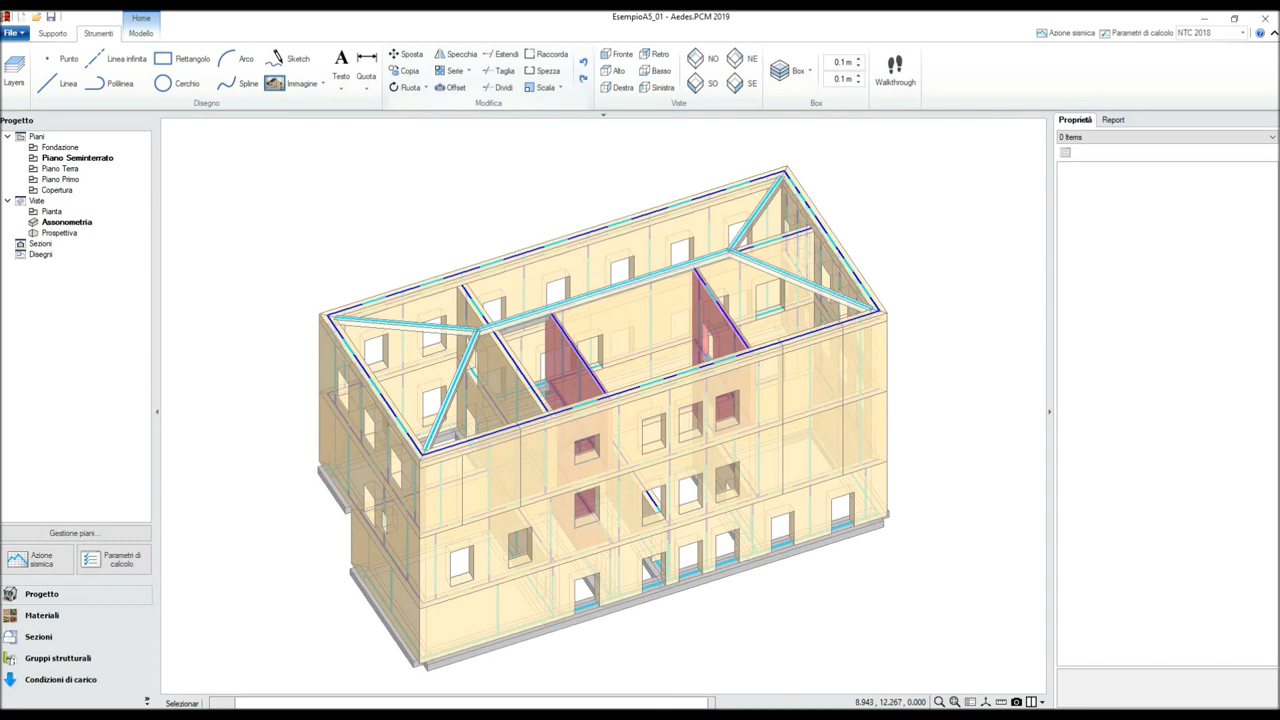 EsempioA5_01 - Aedes.PCM 2019
Home
File
Supporto
Strumenti
Modello
Azione sismica
Parametri di calcolo
NTC 2018
Layers
Punto
Linea infinita
Rettangolo
Arco
Sketch
Linea
Polilinea
Cerchio
Spline
Immagine
Testo
Quota
Disegno
Sposta
Specchia
Estendi
Raccorda
Copia
Serie
Taglia
Spezza
Ruota
Offset
Dividi
Scala
Modifica
Fronte
Retro
Alto
Basso
Destra
Sinistra
NO
NE
SO
SE
Viste
Box
0.1 m
0.1 m
Box
Walkthrough
Progetto
Piani
Fondazione
Piano Seminterrato
Piano Terra
Piano Primo
Copertura
Viste
Pianta
Assonometria
Prospettiva
Sezioni
Disegni
Gestione piani...
Azione sismica
Parametri di calcolo
Progetto
Materiali
Sezioni
Gruppi strutturali
Condizioni di carico
Proprietà
Report
0 Items
Selezionar
8.943 , 12.267 , 0.000